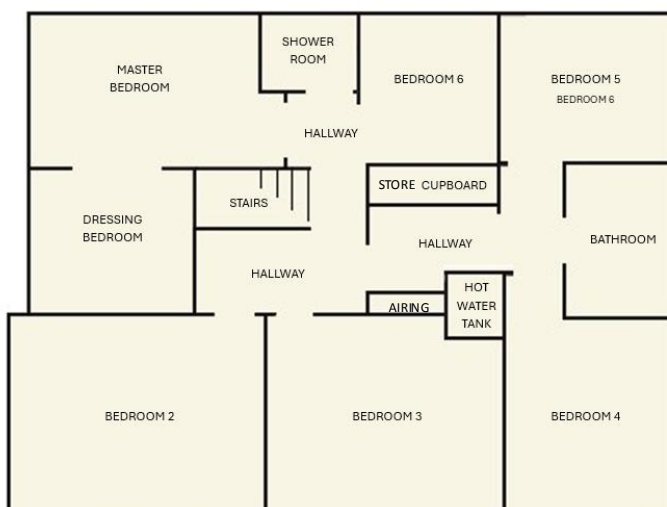 SHOWER
ROOM
MASTER
BEDROOM
BEDROOM 6
BEDROOM 5
BEDROOM 6
HALLWAY
STORE CUPBOARD
STAIRS
DRESSING
BEDROOM
HALLWAY
BATHROOM
HALLWAY
HOT
WATER
TANK
AIRING
BEDROOM 2
BEDROOM 3
BEDROOM 4